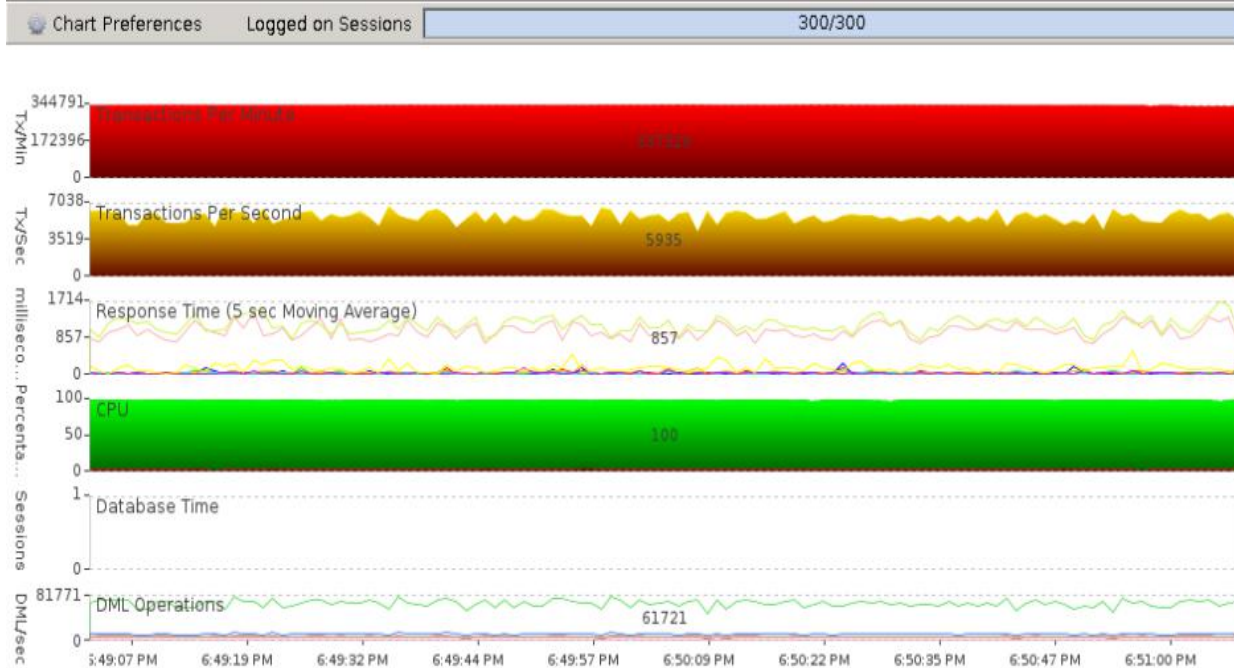 Chart Preferences Logged on Sessions 300/300
Tx/Min
344791
172396
0
Transactions Per Minute
Tx/Sec
7038
3519
0
Transactions Per Second
5935
milliseco...
1714
857
0
Response Time (5 sec Moving Average)
857
Percenta...
100
50
0
CPU
100
Sessions
1
0
Database Time
DML/sec
81771
0
DML Operations
61721
6:49:19 PM 6:49:32 PM 6:49:44 PM 6:49:57 PM 6:50:09 PM 6:50:22 PM 6:50:35 PM 6:50:47 PM 6:51:00 PM